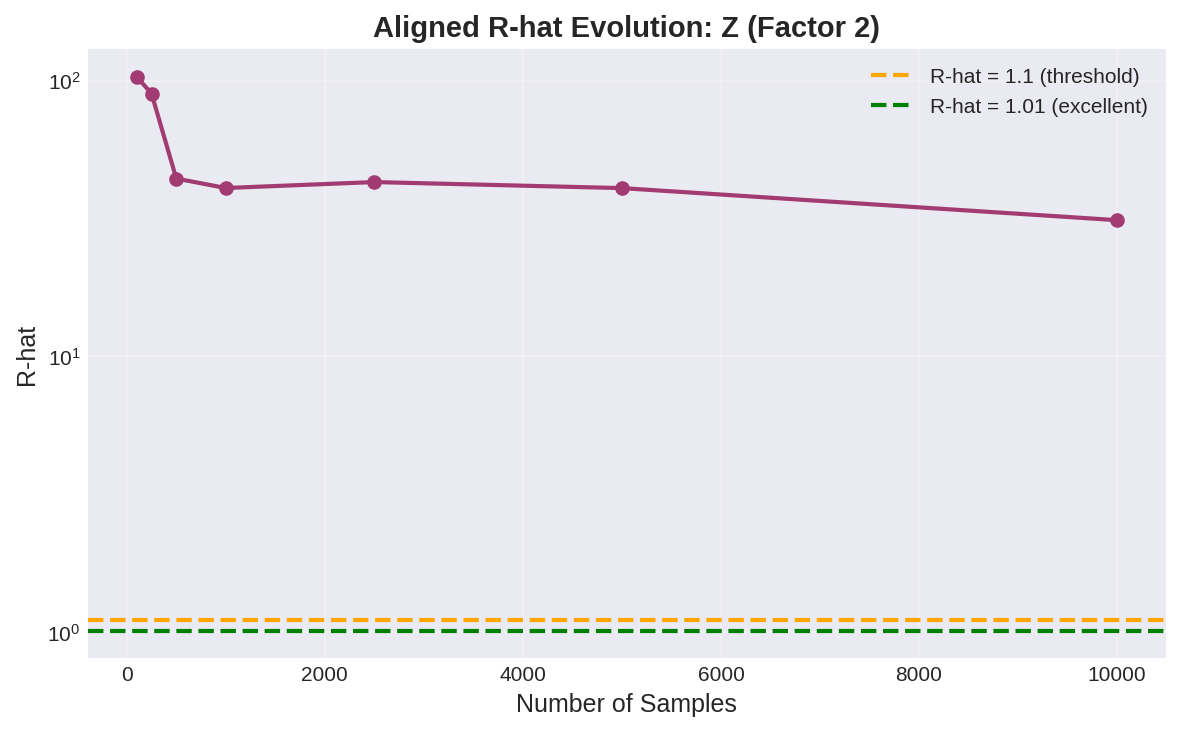 Aligned R-hat Evolution: Z (Factor 2)
R-hat = 1.1 (threshold)
R-hat = 1.01 (excellent)
10²
10¹
10⁰
R-hat
0 2000 4000 6000 8000 10000
Number of Samples